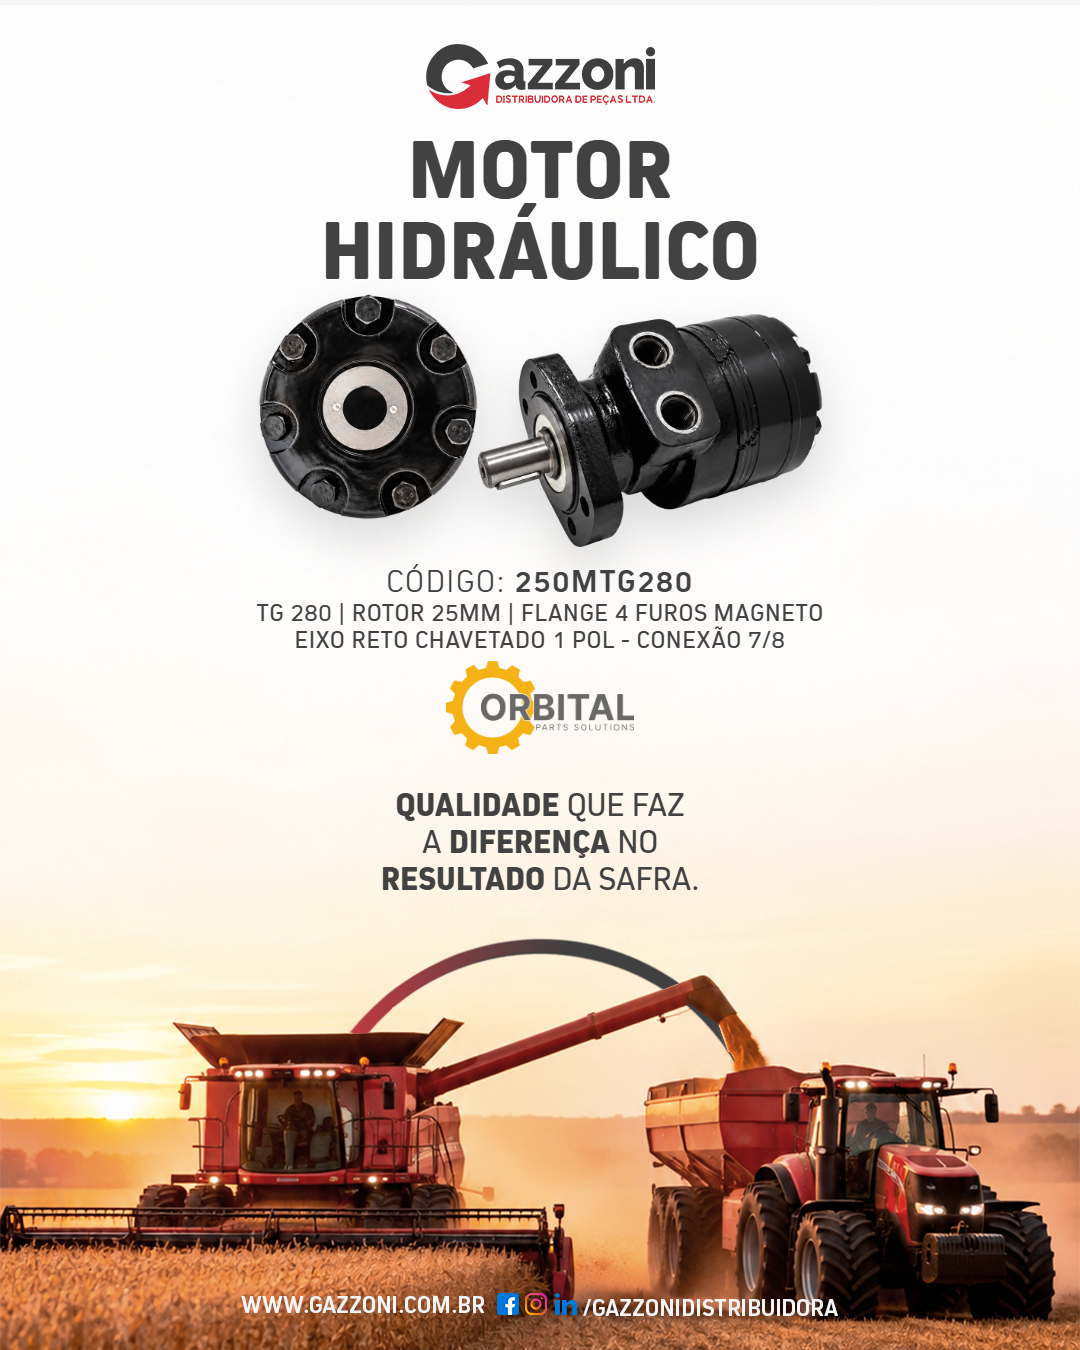 Gazzoni
DISTRIBUIDORA DE PEÇAS LTDA.
MOTOR
HIDRÁULICO
CÓDIGO: 250MTG280
TG 280 | ROTOR 25MM | FLANGE 4 FUROS MAGNETO
EIXO RETO CHAVETADO 1 POL - CONEXÃO 7/8
ORBITAL
PARTS SOLUTIONS
QUALIDADE QUE FAZ
A DIFERENÇA NO
RESULTADO DA SAFRA.
WWW.GAZZONI.COM.BR f in /GAZZONIDISTRIBUIDORA